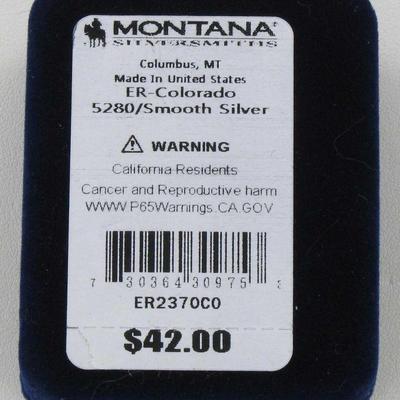 MONTANA
SILVERSMITHS
Columbus, MT
Made In United States
ER-Colorado
5280/Smooth Silver
⚠ WARNING
California Residents
Cancer and Reproductive harm
WWW.P65Warnings.CA.GOV
7 30364 30975 3
ER2370CO
$42.00